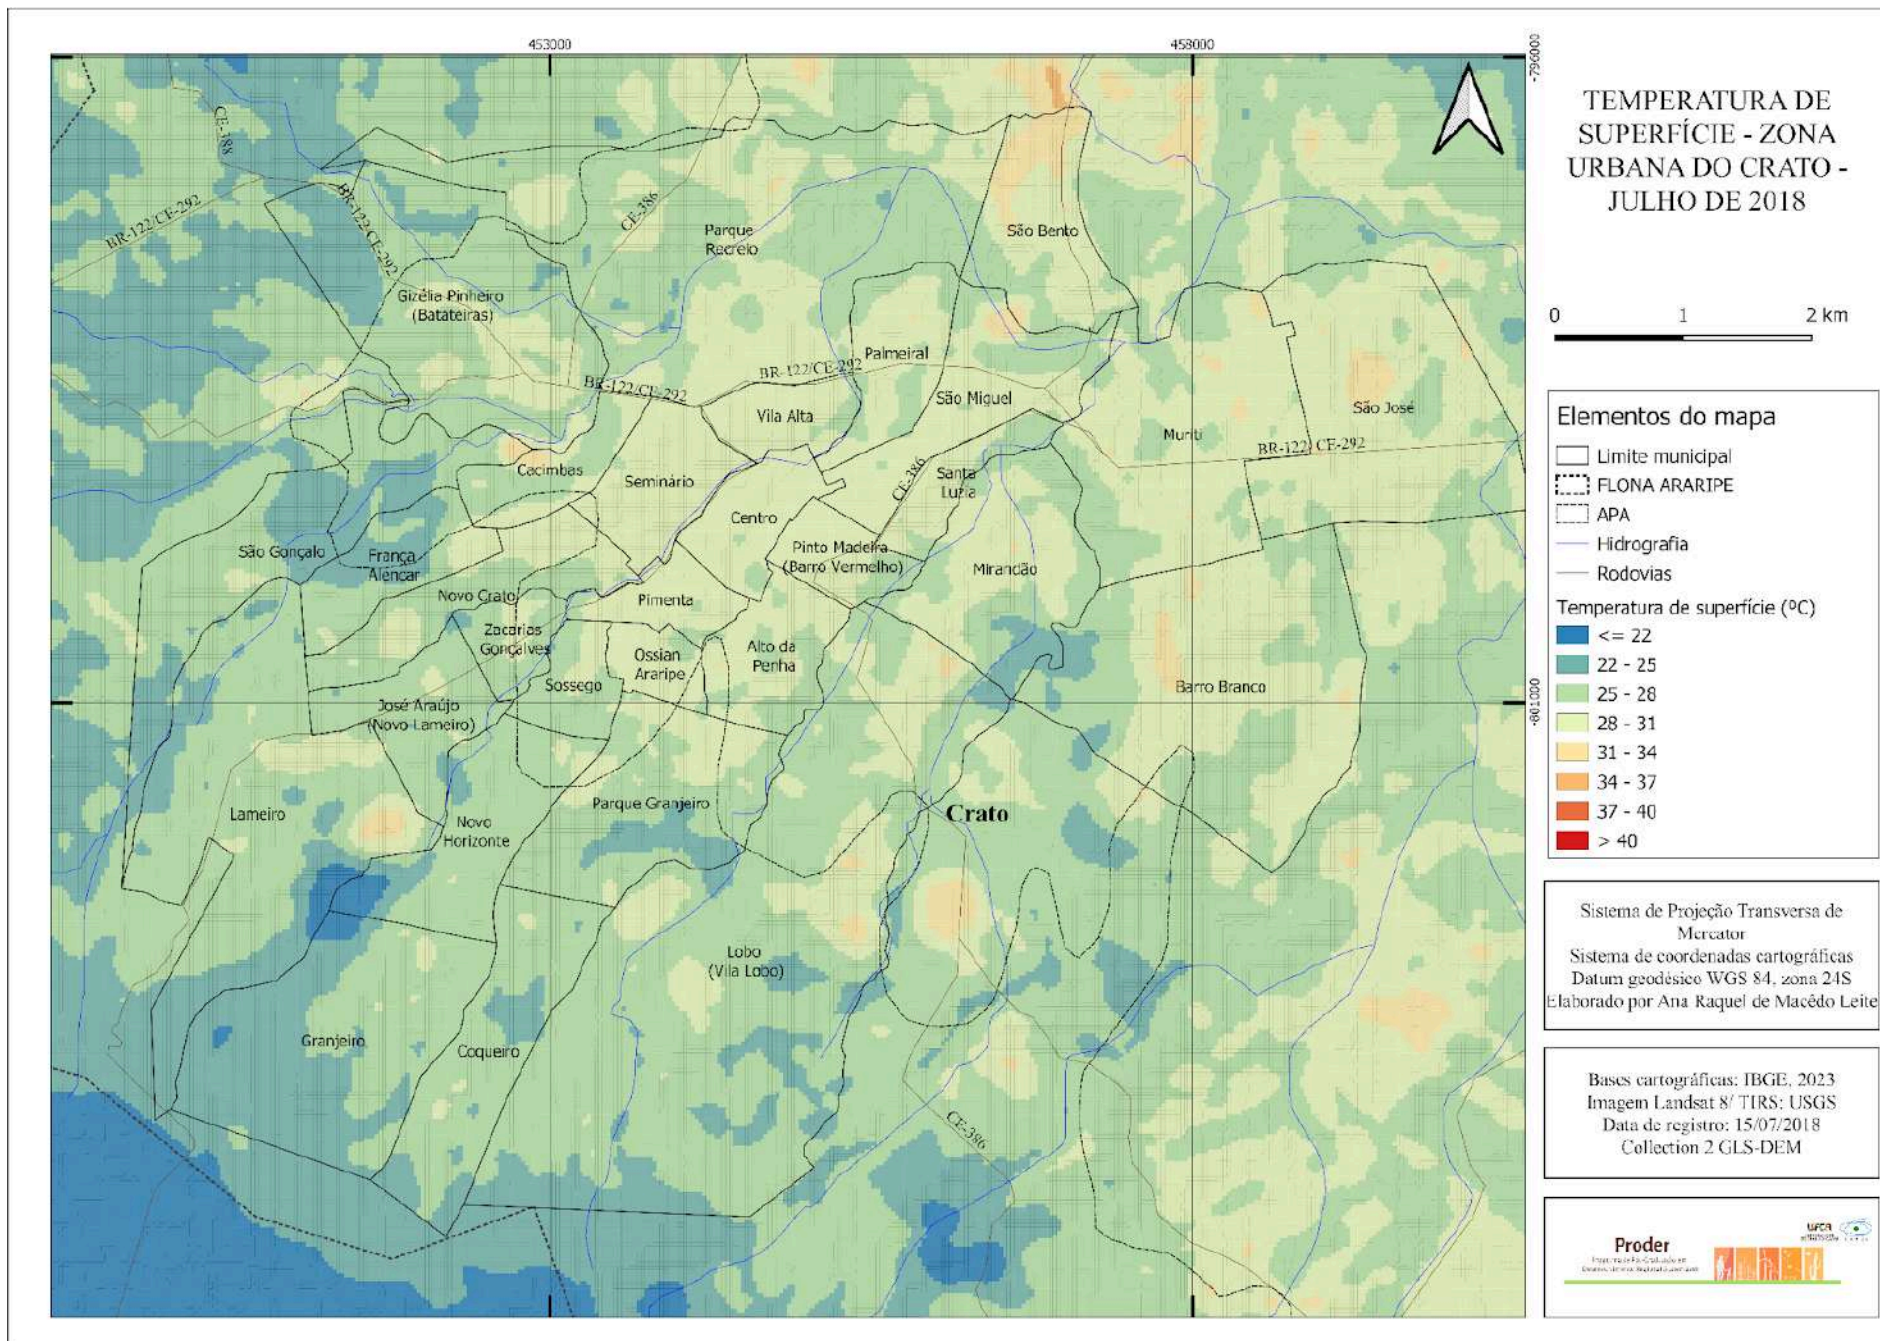 453000
458000
-796000
-801000
TEMPERATURA DE
SUPERFÍCIE - ZONA
URBANA DO CRATO -
JULHO DE 2018
0 1 2 km
Elementos do mapa
Limite municipal
FLONA ARARIPE
APA
Hidrografia
Rodovias
Temperatura de superfície (ºC)
<= 22
22 - 25
25 - 28
28 - 31
31 - 34
34 - 37
37 - 40
> 40
Sistema de Projeção Transversa de
Mercator
Sistema de coordenadas cartográficas
Datum geodésico WGS 84, zona 24S
Elaborado por Ana Raquel de Macêdo Leite
Bases cartográficas: IBGE, 2023
Imagem Landsat 8/ TIRS; USGS
Data de registro: 15/07/2018
Collection 2 GLS-DEM
Proder
UFCA
CE-388
BR-122/CE-292
BR-122/CE-292
CE-386
Parque
Recreio
São Bento
Gizélia Pinheiro
(Batateiras)
BR-122/CE-292
BR-122/CE-292
Palmeiral
São Miguel
Vila Alta
São José
Muriti
BR-122/CE-292
Cacimbas
Seminário
CE-386
Santa
Luzia
Centro
São Gonçalo
França
Alencar
Pinto Madeira
(Barro Vermelho)
Mirandão
Novo Crato
Pimenta
Zacarias
Gonçalves
Ossian
Araripe
Alto da
Penha
Sossego
Barro Branco
José Araújo
(Novo Lameiro)
Lameiro
Novo
Horizonte
Parque Granjeiro
Crato
Lobo
(Vila Lobo)
Granjeiro
Coqueiro
CE-386